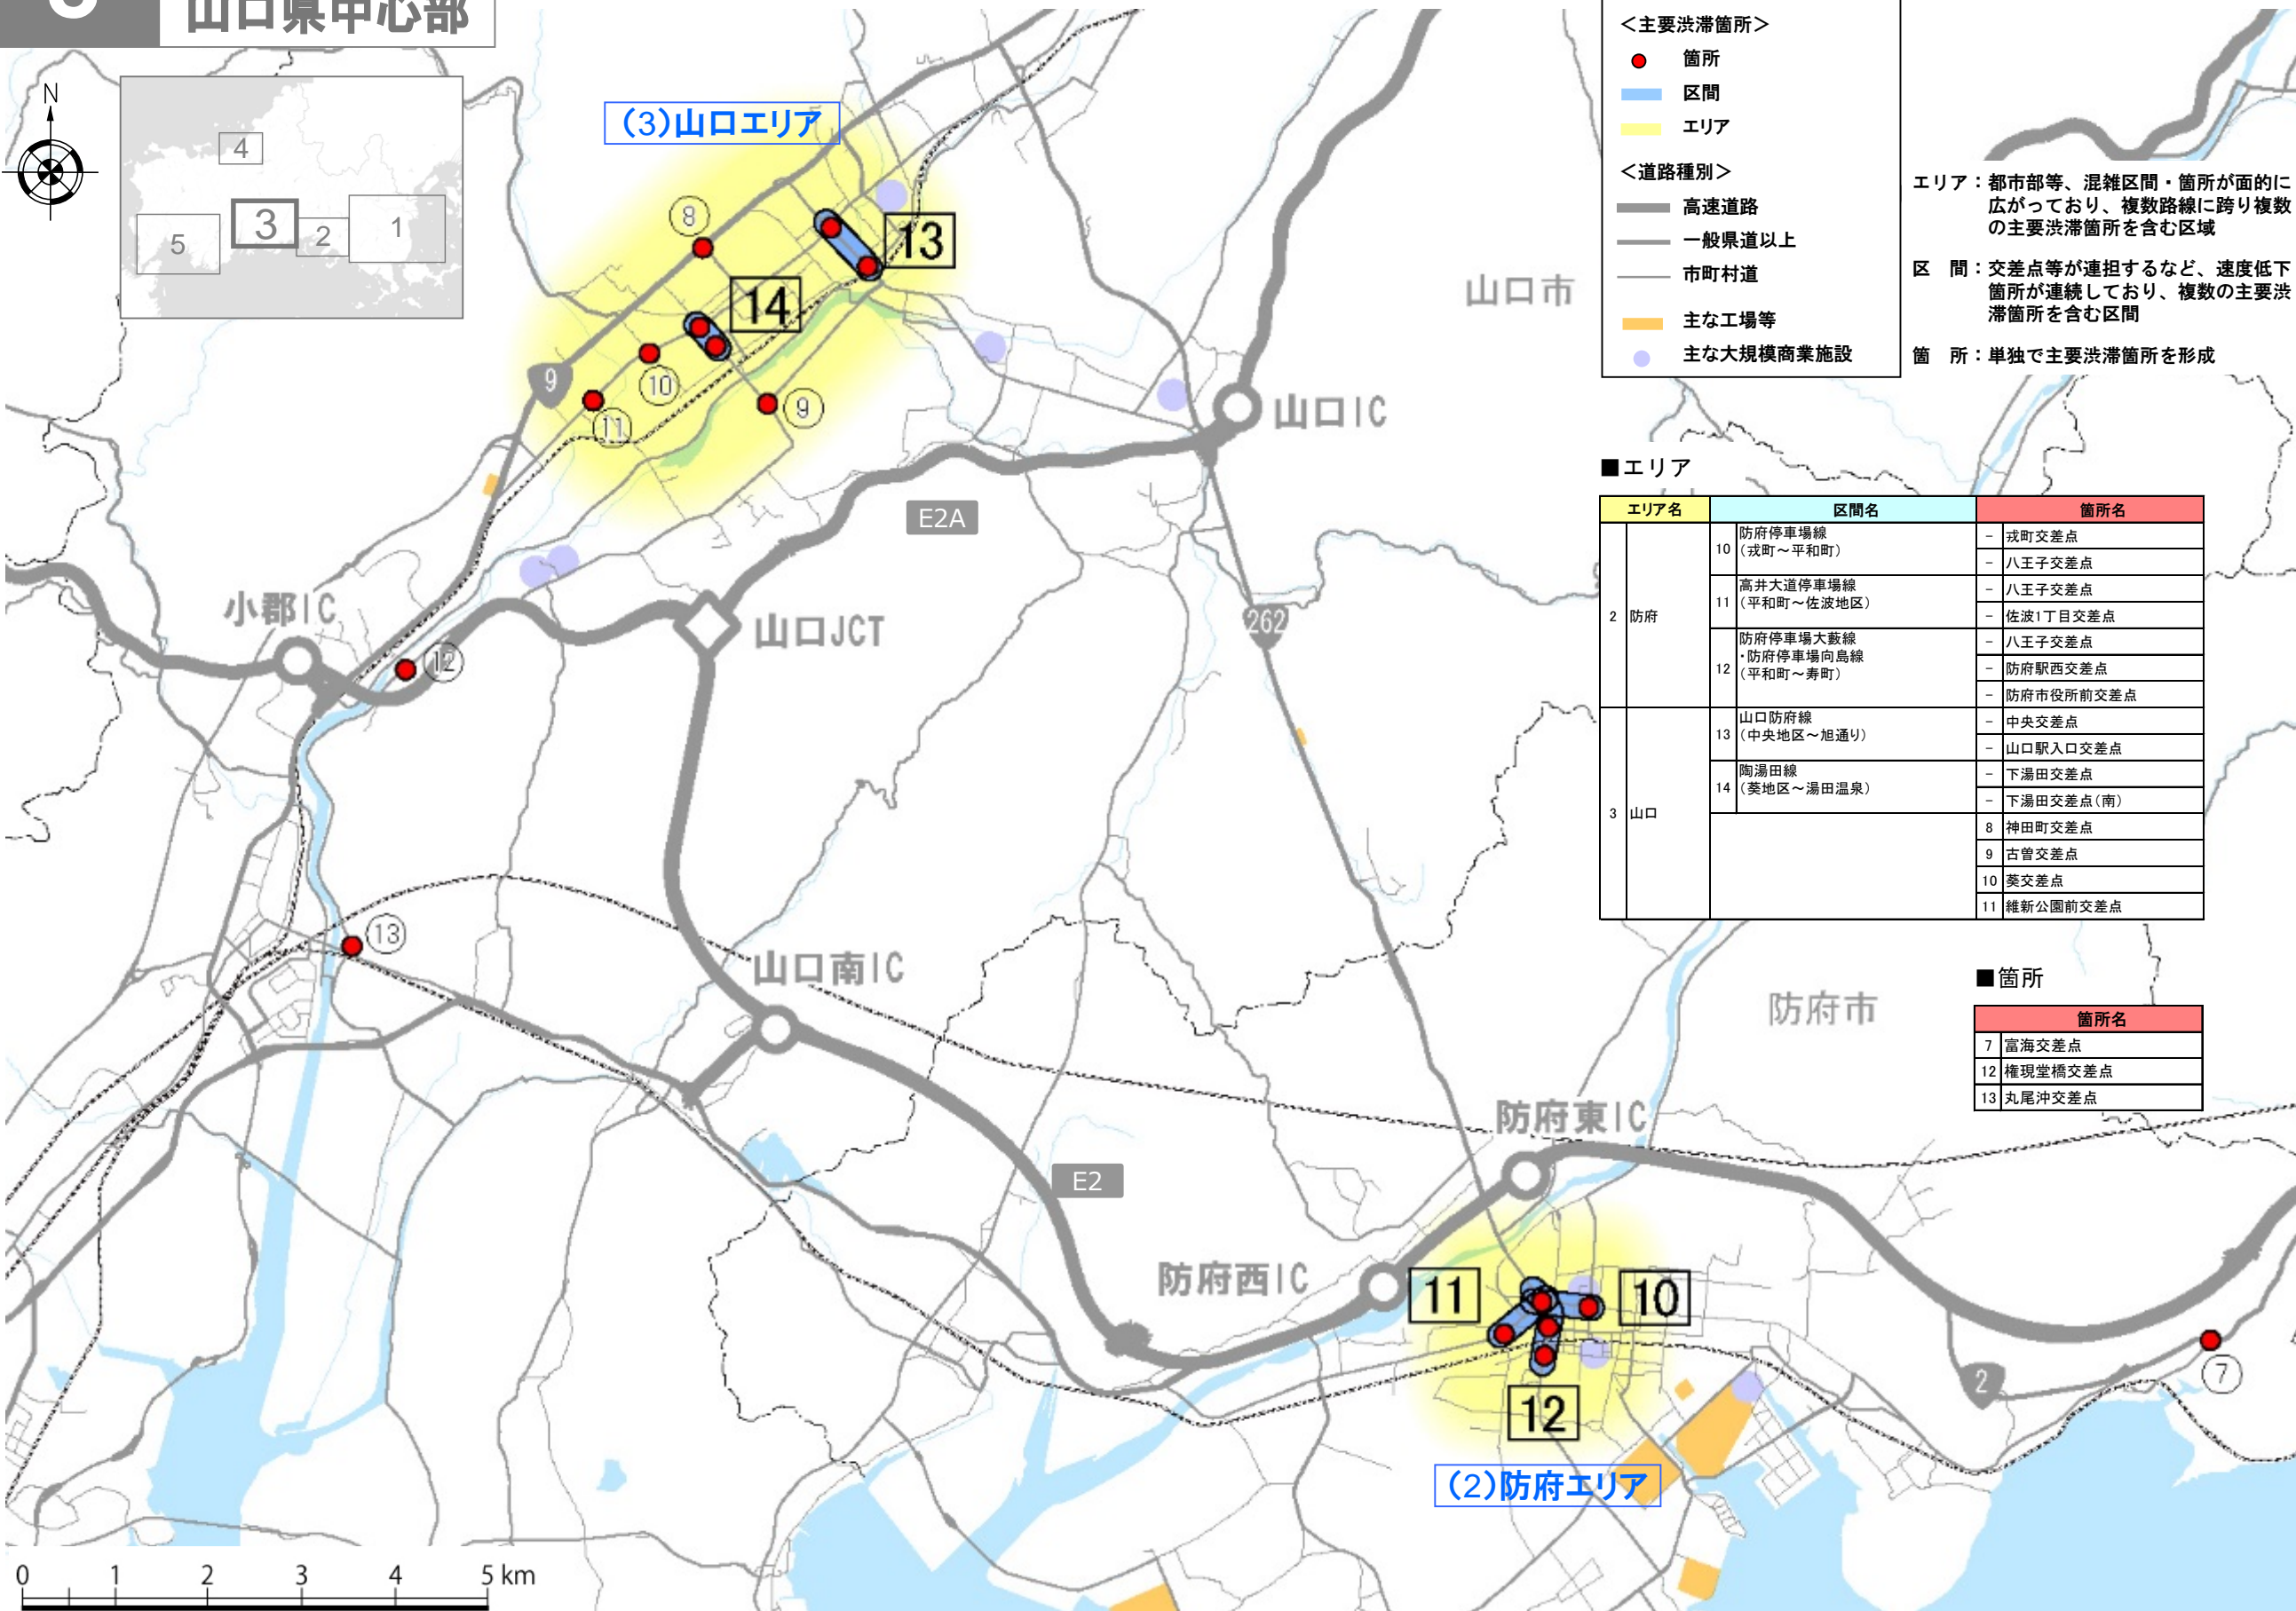 山口県中心部
N
4
3
5
2
1
(3)山口エリア
8
13
14
10
9
11
9
山口市
山口IC
E2A
小郡IC
12
山口JCT
262
13
山口南IC
防府市
防府東IC
E2
防府西IC
11
10
12
(2)防府エリア
2
7
0 1 2 3 4 5 km
<主要渋滞箇所>
箇所
区間
エリア
<道路種別>
高速道路
一般県道以上
市町村道
主な工場等
主な大規模商業施設
エリア：都市部等、混雑区間・箇所が面的に
広がっており、複数路線に跨り複数
の主要渋滞箇所を含む区域
区　間：交差点等が連担するなど、速度低下
箇所が連続しており、複数の主要渋
滞箇所を含む区間
箇　所：単独で主要渋滞箇所を形成
■エリア
エリア名 区間名 箇所名
2 防府
10 防府停車場線
（戎町～平和町）
- 戎町交差点
- 八王子交差点
11 高井大道停車場線
（平和町～佐波地区）
- 八王子交差点
- 佐波1丁目交差点
12 防府停車場大藪線
・防府停車場向島線
（平和町～寿町）
- 八王子交差点
- 防府駅西交差点
- 防府市役所前交差点
3 山口
13 山口防府線
（中央地区～旭通り）
- 中央交差点
- 山口駅入口交差点
14 陶湯田線
（葵地区～湯田温泉）
- 下湯田交差点
- 下湯田交差点（南）
8 神田町交差点
9 古曽交差点
10 葵交差点
11 維新公園前交差点
■箇所
箇所名
7 富海交差点
12 権現堂橋交差点
13 丸尾沖交差点